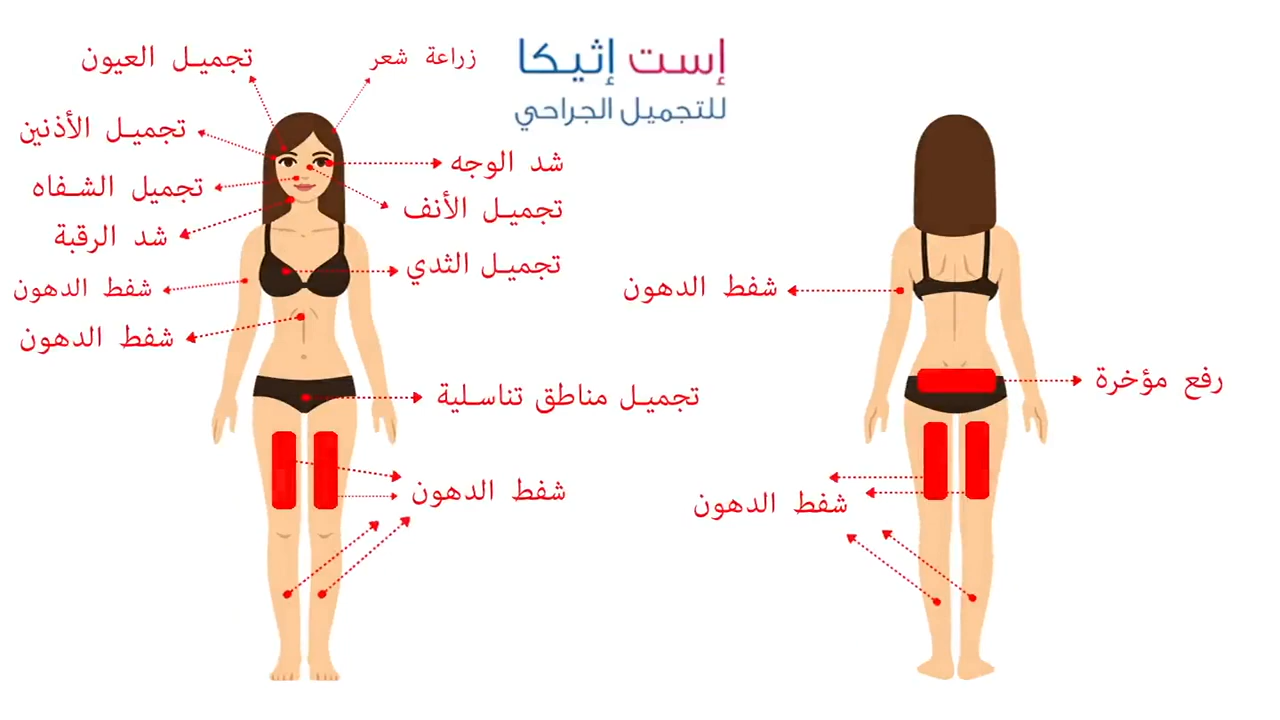 إست إثيكا
للتجميل الجراحي
زراعة شعر
تجميل العيون
تجميل الأذنين
شد الوجه
تجميل الشفاه
تجميل الأنف
شد الرقبة
تجميل الثدي
شفط الدهون
شفط الدهون
تجميل مناطق تناسلية
شفط الدهون
شفط الدهون
رفع مؤخرة
شفط الدهون